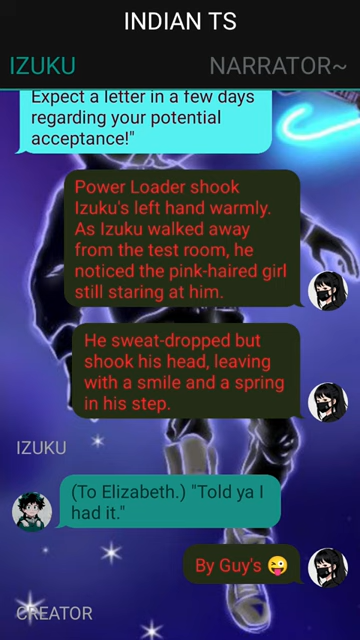 INDIAN TS
IZUKU NARRATOR~
Expect a letter in a few days
regarding your potential
acceptance!"
Power Loader shook
Izuku's left hand warmly.
As Izuku walked away
from the test room, he
noticed the pink-haired girl
still staring at him.
He sweat-dropped but
shook his head, leaving
with a smile and a spring
in his step.
IZUKU
(To Elizabeth.) "Told ya I
had it."
By Guy's 😜
CREATOR